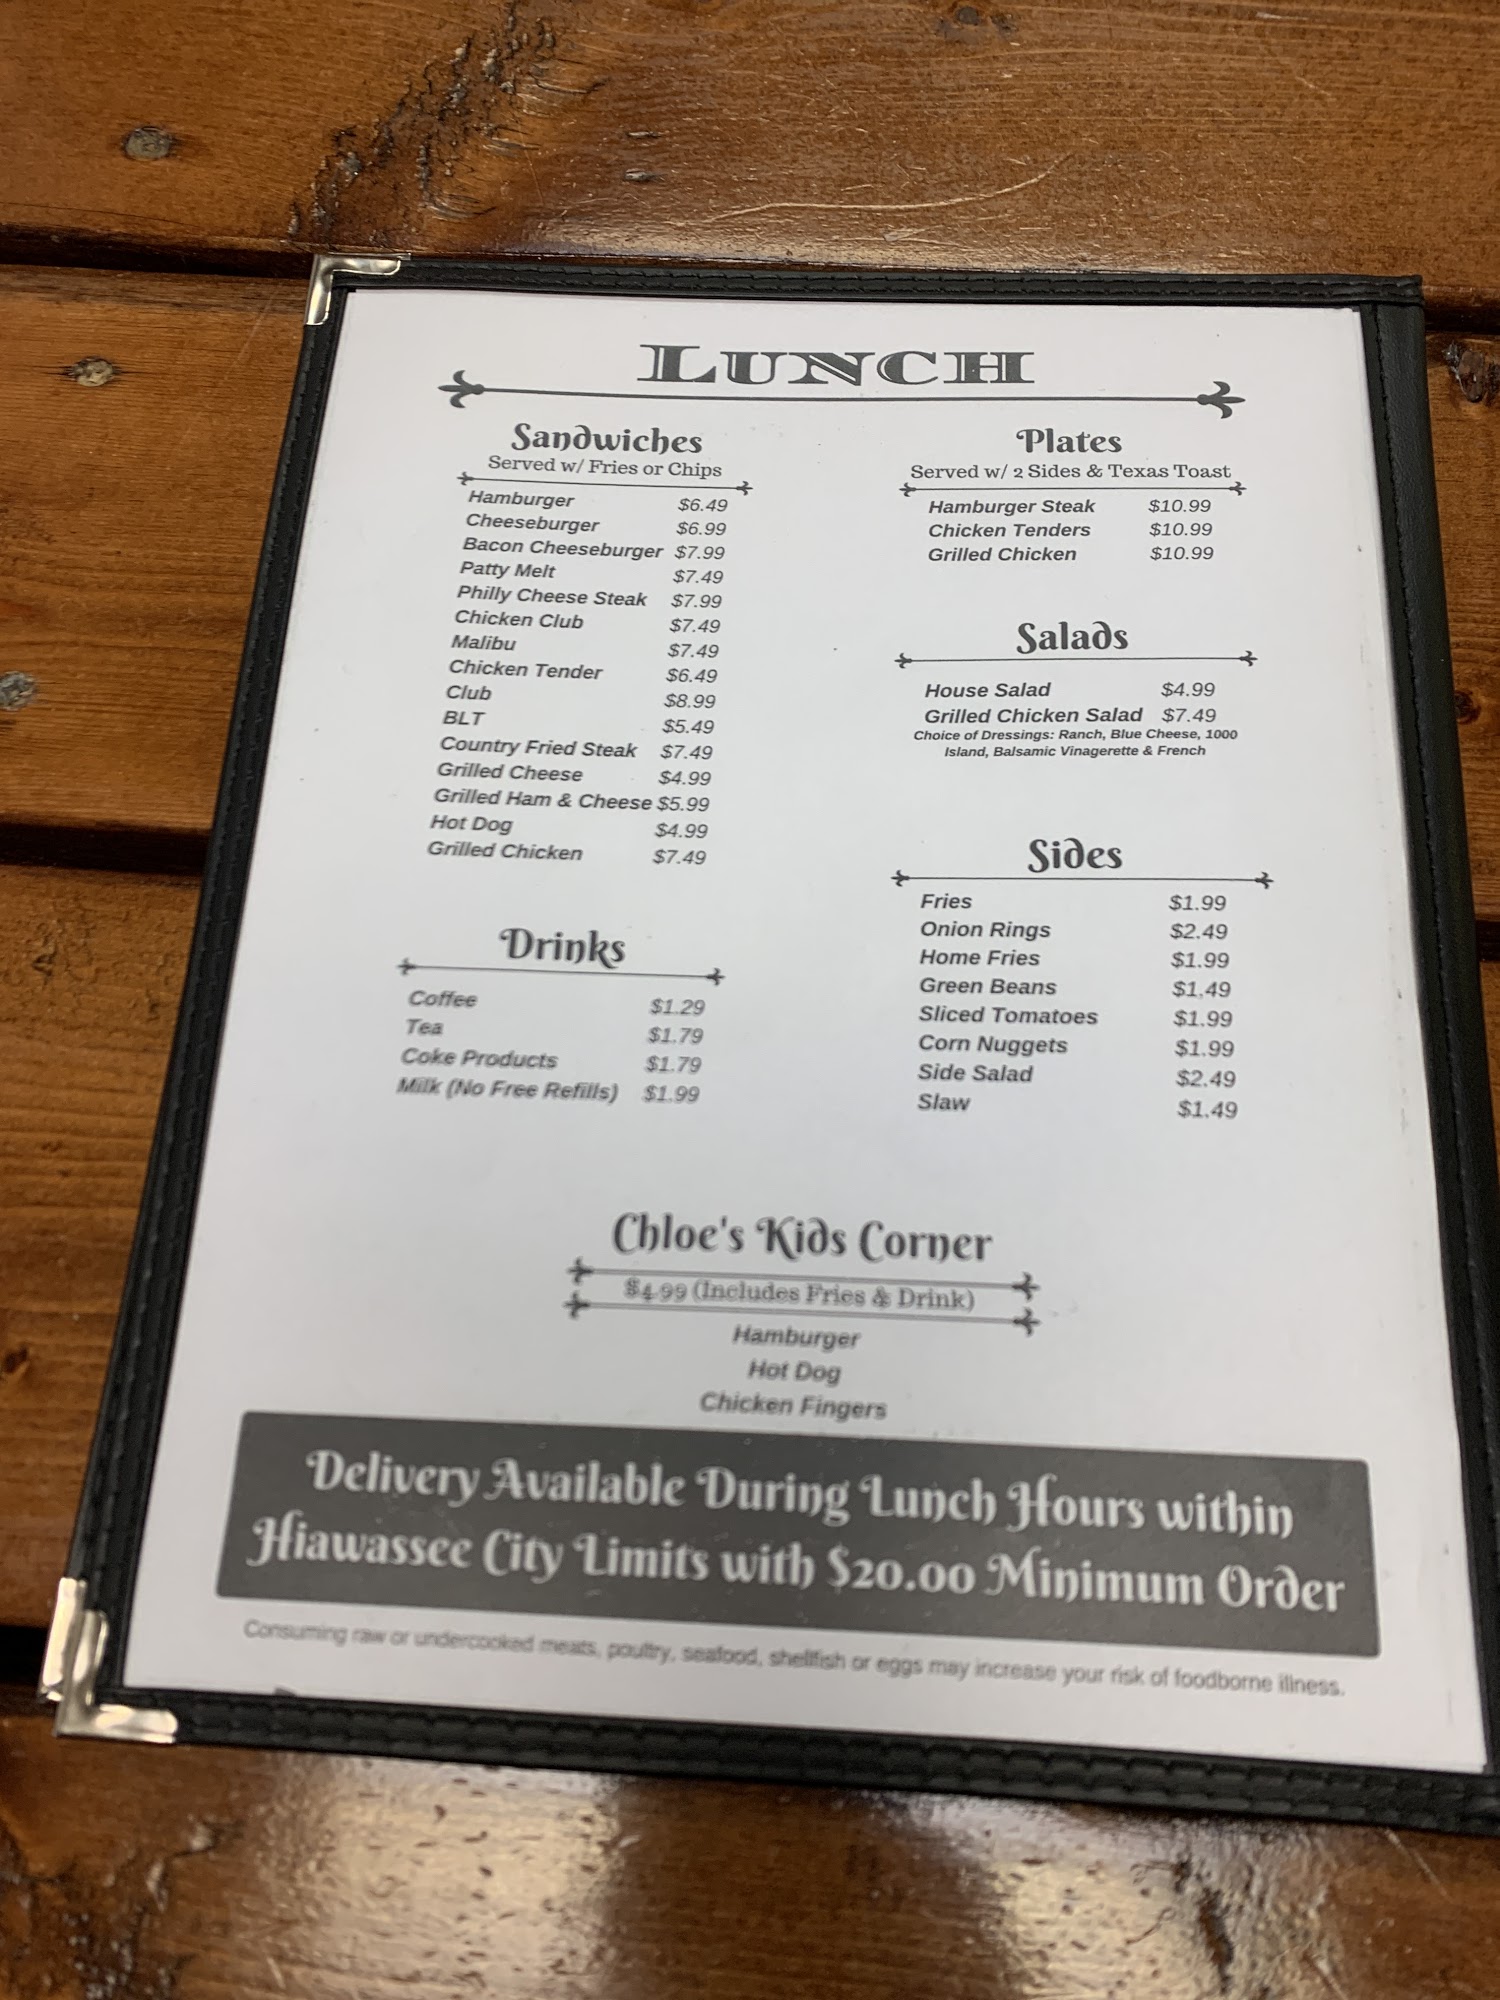 LUNCH
Sandwiches
Served w/ Fries or Chips
Hamburger $6.49
Cheeseburger $6.99
Bacon Cheeseburger $7.99
Patty Melt $7.49
Philly Cheese Steak $7.99
Chicken Club $7.49
Malibu $7.49
Chicken Tender $6.49
Club $8.99
BLT $5.49
Country Fried Steak $7.49
Grilled Cheese $4.99
Grilled Ham & Cheese $5.99
Hot Dog $4.99
Grilled Chicken $7.49
Drinks
Coffee $1.29
Tea $1.79
Coke Products $1.79
Milk (No Free Refills) $1.99
Plates
Served w/ 2 Sides & Texas Toast
Hamburger Steak $10.99
Chicken Tenders $10.99
Grilled Chicken $10.99
Salads
House Salad $4.99
Grilled Chicken Salad $7.49
Choice of Dressings: Ranch, Blue Cheese, 1000
Island, Balsamic Vinagerette & French
Sides
Fries $1.99
Onion Rings $2.49
Home Fries $1.99
Green Beans $1.49
Sliced Tomatoes $1.99
Corn Nuggets $1.99
Side Salad $2.49
Slaw $1.49
Chloe's Kids Corner
$4.99 (Includes Fries & Drink)
Hamburger
Hot Dog
Chicken Fingers
Delivery Available During Lunch Hours within
Hiawassee City Limits with $20.00 Minimum Order
Consuming raw or undercooked meats, poultry, seafood, shellfish or eggs may increase your risk of foodborne illness.